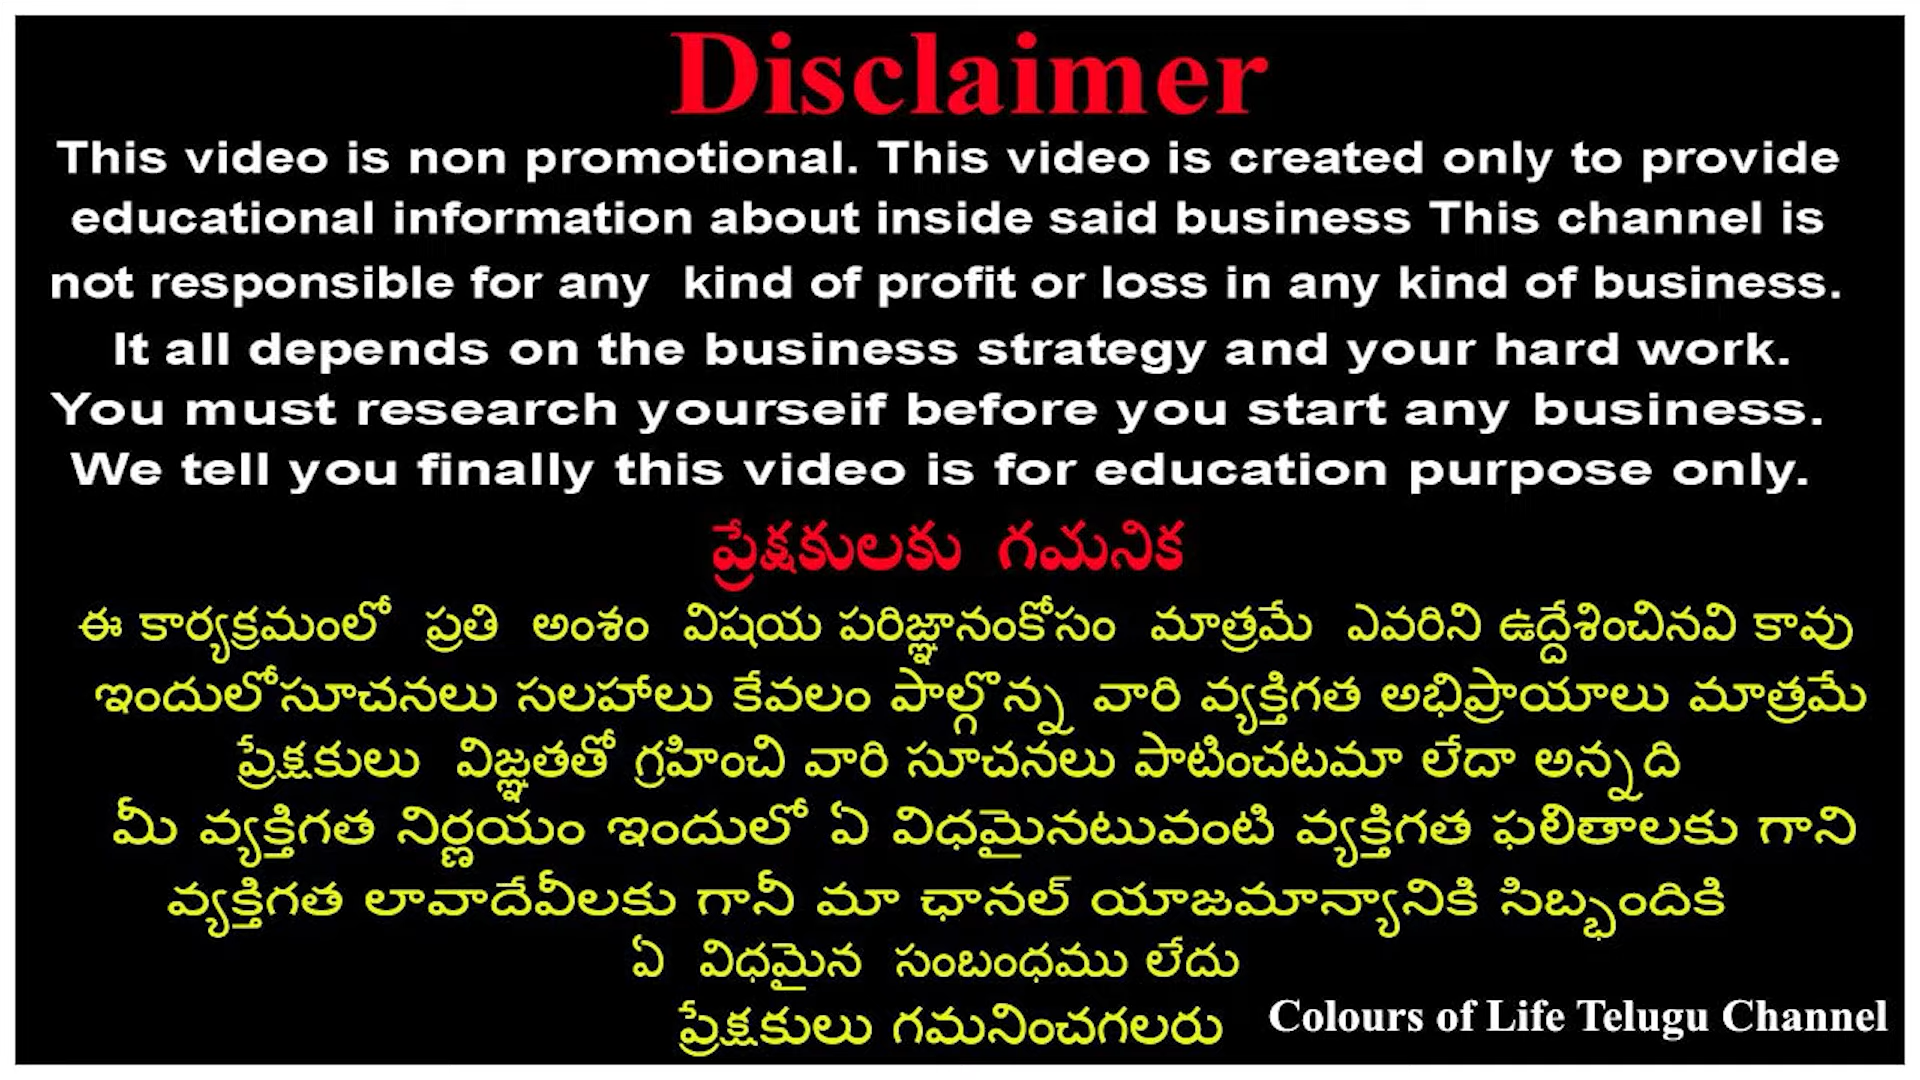 Disclaimer
This video is non promotional. This video is created only to provide
educational information about inside said business This channel is
not responsible for any kind of profit or loss in any kind of business.
It all depends on the business strategy and your hard work.
You must research yourseif before you start any business.
We tell you finally this video is for education purpose only.
ప్రేక్షకులకు గమనిక
ఈ కార్యక్రమంలో ప్రతి అంశం విషయ పరిజ్ఞానంకోసం మాత్రమే ఎవరిని ఉద్దేశించినవి కావు
ఇందులోసూచనలు సలహాలు కేవలం పాల్గొన్న వారి వ్యక్తిగత అభిప్రాయాలు మాత్రమే
ప్రేక్షకులు విజ్ఞతతో గ్రహించి వారి సూచనలు పాటించటమా లేదా అన్నది
మీ వ్యక్తిగత నిర్ణయం ఇందులో ఏ విధమైనటువంటి వ్యక్తిగత ఫలితాలకు గాని
వ్యక్తిగత లావాదేవీలకు గానీ మా ఛానల్ యాజమాన్యానికి సిబ్బందికి
ఏ విధమైన సంబంధము లేదు
ప్రేక్షకులు గమనించగలరు
Colours of Life Telugu Channel